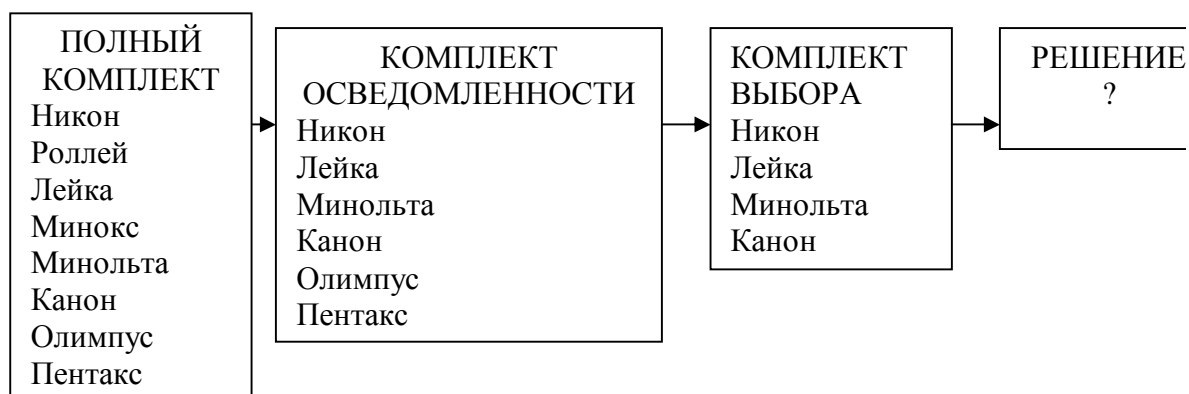 ПОЛНЫЙ
КОМПЛЕКТ
Никон
Роллей
Лейка
Минокс
Минольта
Канон
Олимпус
Пентакс
КОМПЛЕКТ
ОСВЕДОМЛЕННОСТИ
Никон
Лейка
Минольта
Канон
Олимпус
Пентакс
КОМПЛЕКТ
ВЫБОРА
Никон
Лейка
Минольта
Канон
РЕШЕНИЕ
?